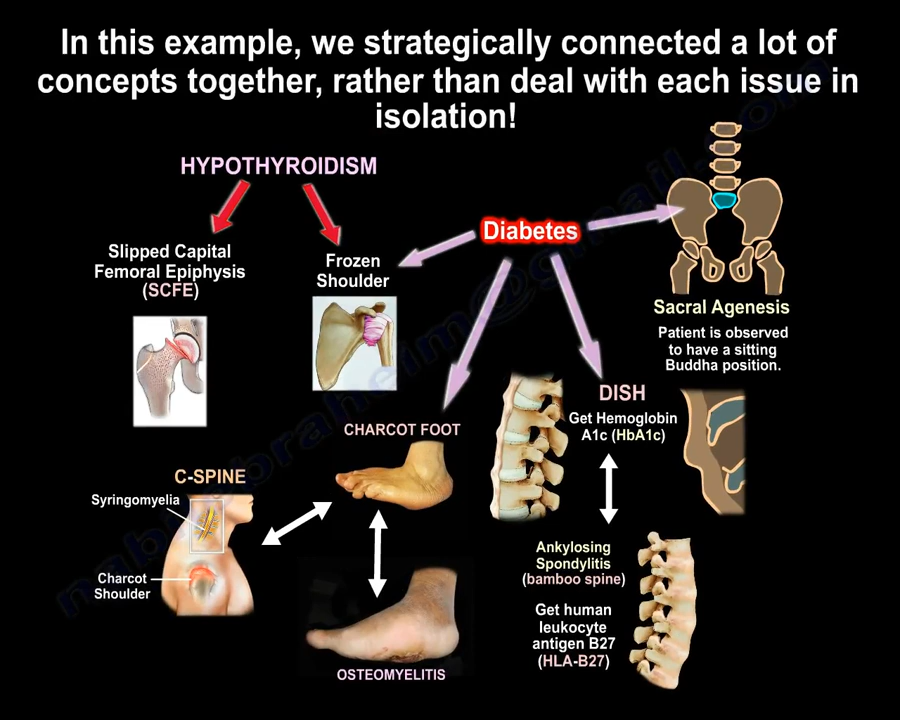 In this example, we strategically connected a lot of
concepts together, rather than deal with each issue in
isolation!
HYPOTHYROIDISM
Diabetes
Slipped Capital
Femoral Epiphysis
(SCFE)
Frozen
Shoulder
Sacral Agenesis
Patient is observed
to have a sitting
Buddha position.
DISH
Get Hemoglobin
A1c (HbA1c)
CHARCOT FOOT
C-SPINE
Syringomyelia
Charcot
Shoulder
Ankylosing
Spondylitis
(bamboo spine)
Get human
leukocyte
antigen B27
(HLA-B27)
OSTEOMYELITIS